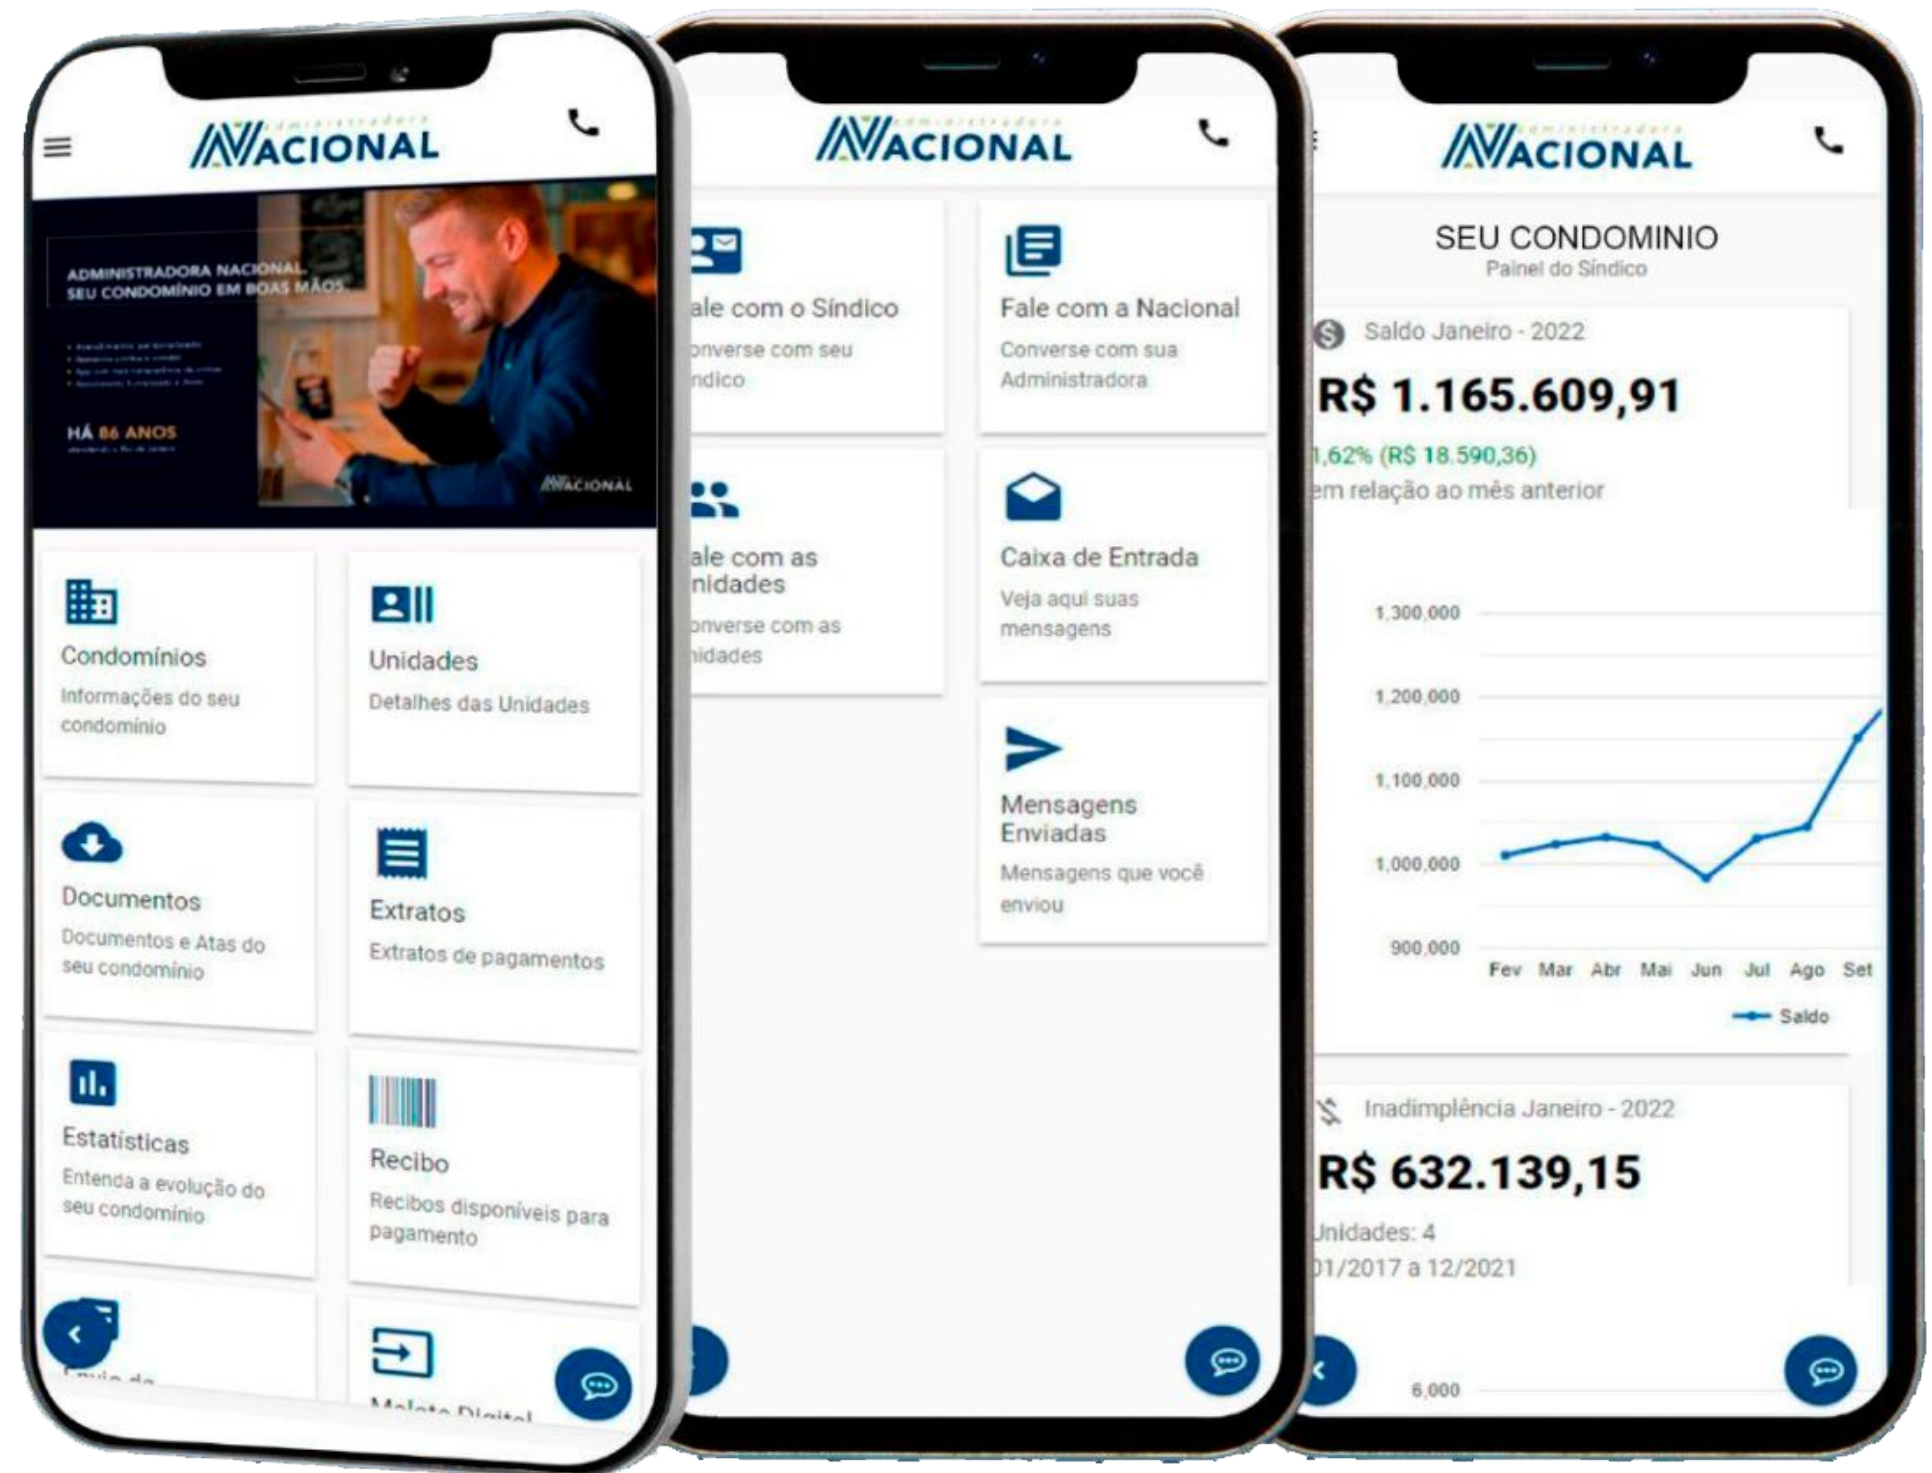 administradora
NACIONAL
ADMINISTRADORA NACIONAL.
SEU CONDOMÍNIO EM BOAS MÃOS.
HÁ 86 ANOS
NACIONAL
Condomínios
Informações do seu
condomínio
Unidades
Detalhes das Unidades
Documentos
Documentos e Atas do
seu condomínio
Extratos
Extratos de pagamentos
Estatísticas
Entenda a evolução do
seu condomínio
Recibo
Recibos disponíveis para
pagamento
Malote Digital
administradora
NACIONAL
ale com o Síndico
onverse com seu
ndico
Fale com a Nacional
Converse com sua
Administradora
ale com as
nidades
onverse com as
nidades
Caixa de Entrada
Veja aqui suas
mensagens
Mensagens
Enviadas
Mensagens que você
enviou
administradora
NACIONAL
SEU CONDOMINIO
Painel do Síndico
Saldo Janeiro - 2022
R$ 1.165.609,91
1,62% (R$ 18.590,36)
em relação ao mês anterior
1,300,000
1,200,000
1,100,000
1,000,000
900,000
Fev Mar Abr Mai Jun Jul Ago Set
Saldo
Inadimplência Janeiro - 2022
R$ 632.139,15
Unidades: 4
01/2017 a 12/2021
6,000